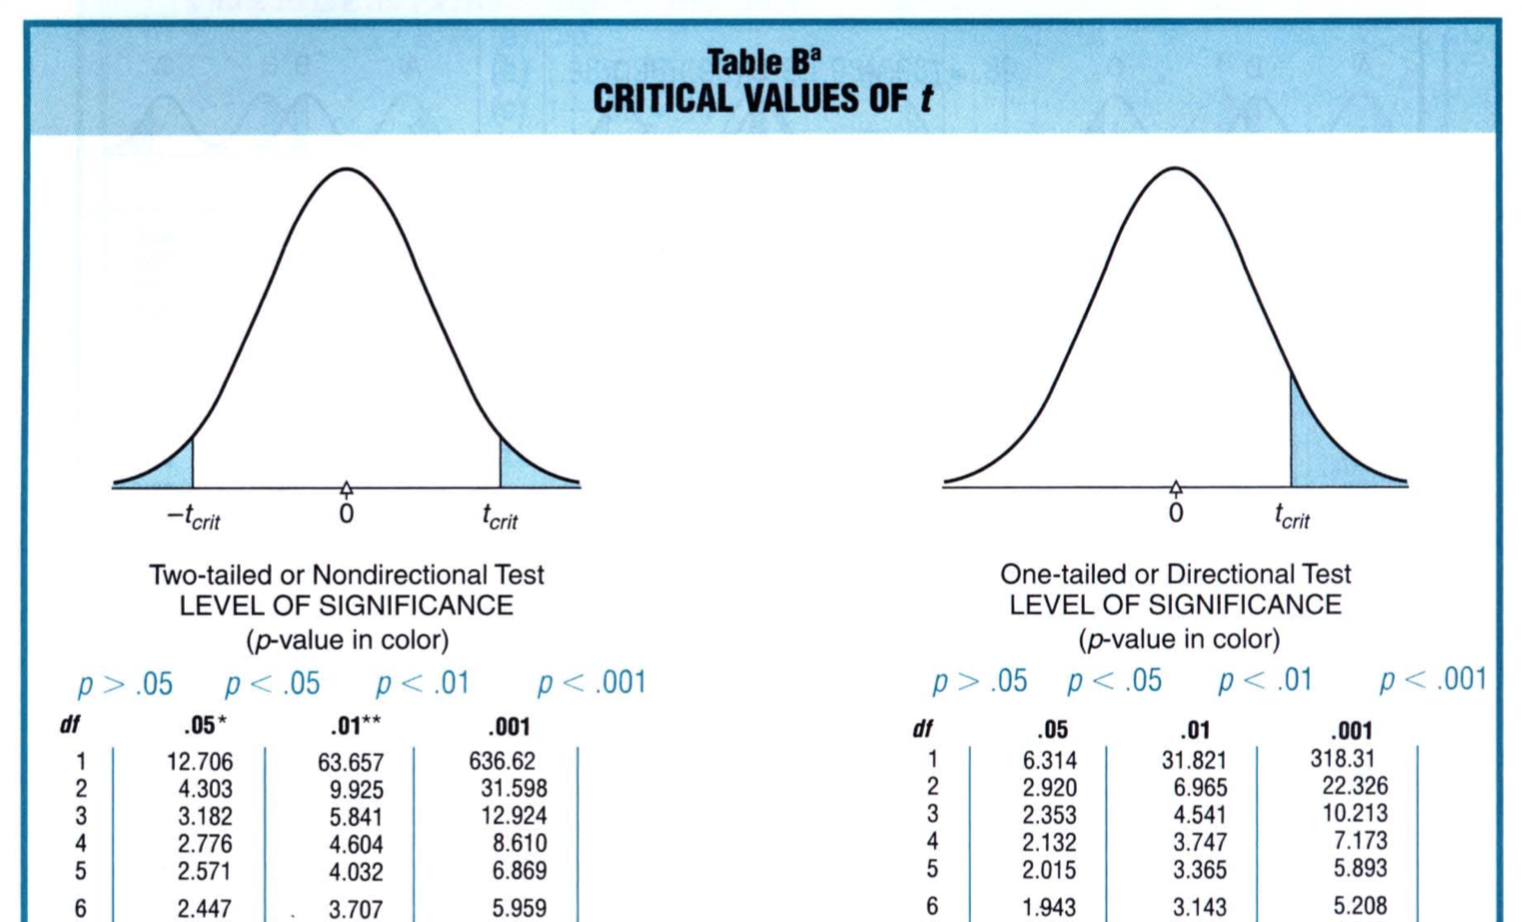 Table Bª
CRITICAL VALUES OF t
−tcrit 0 tcrit
Two-tailed or Nondirectional Test
LEVEL OF SIGNIFICANCE
(p-value in color)
p > .05 p < .05 p < .01 p < .001
df .05* .01** .001
1 12.706 63.657 636.62
2 4.303 9.925 31.598
3 3.182 5.841 12.924
4 2.776 4.604 8.610
5 2.571 4.032 6.869
6 2.447 3.707 5.959
0 tcrit
One-tailed or Directional Test
LEVEL OF SIGNIFICANCE
(p-value in color)
p > .05 p < .05 p < .01 p < .001
df .05 .01 .001
1 6.314 31.821 318.31
2 2.920 6.965 22.326
3 2.353 4.541 10.213
4 2.132 3.747 7.173
5 2.015 3.365 5.893
6 1.943 3.143 5.208